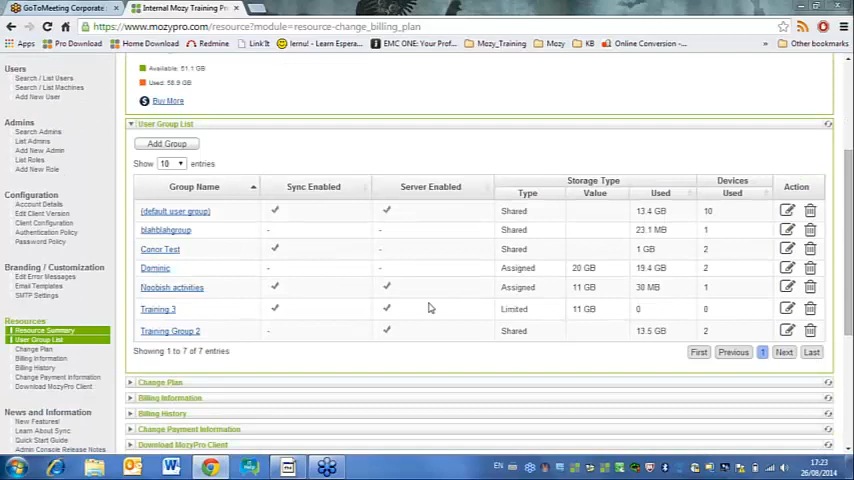 GoToMeeting Corporate
Internal Mozy Training Pro
https://www.mozypro.com/resource?module=resource-change_billing_plan
Apps
Pro Download
Home Download
Redmine
Link It
lernu! - Learn Espera...
EMC ONE: Your Prof...
Mozy_Training
Mozy
KB
Online Conversion -...
Other bookmarks
Users
Search / List Users
Search / List Machines
Add New User
Admins
Search Admins
List Admins
Add New Admin
List Roles
Add New Role
Configuration
Account Details
Edit Client Version
Client Configuration
Authentication Policy
Password Policy
Branding / Customization
Edit Error Messages
Email Templates
SMTP Settings
Resources
Resource Summary
User Group List
Change Plan
Billing Information
Billing History
Change Payment Information
Download MozyPro Client
News and Information
New Features!
Learn About Sync
Quick Start Guide
Admin Console Release Notes
Available: 51.1 GB
Used: 58.9 GB
Buy More
User Group List
Add Group
Show 10 entries
Group Name Sync Enabled Server Enabled Storage Type Devices Action
Type Value Used Used
(default user group) Shared 13.4 GB 10
blahblahgroup - - Shared 23.1 MB 1
Conor Test - Shared 1 GB 2
Dominic - - Assigned 20 GB 19.4 GB 2
Noobish activities Assigned 11 GB 30 MB 1
Training 3 Limited 11 GB 0 0
Training Group 2 - Shared 13.5 GB 2
Showing 1 to 7 of 7 entries
First Previous 1 Next Last
Change Plan
Billing Information
Billing History
Change Payment Information
Download MozyPro Client
EN
17:23
26/08/2014